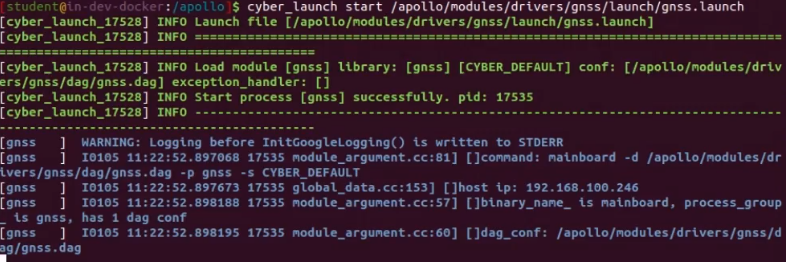 [student@in-dev-docker:/apollo]$ cyber_launch start /apollo/modules/drivers/gnss/launch/gnss.launch
[cyber_launch_17528] INFO Launch file [/apollo/modules/drivers/gnss/launch/gnss.launch]
[cyber_launch_17528] INFO ==============================================================================
==========================================
[cyber_launch_17528] INFO Load module [gnss] library: [gnss] [CYBER_DEFAULT] conf: [/apollo/modules/driv
ers/gnss/dag/gnss.dag] exception_handler: []
[cyber_launch_17528] INFO Start process [gnss] successfully. pid: 17535
[cyber_launch_17528] INFO ------------------------------------------------------------------------------
------------------------------------------
[gnss   ]  WARNING: Logging before InitGoogleLogging() is written to STDERR
[gnss   ]  I0105 11:22:52.897068 17535 module_argument.cc:81] []command: mainboard -d /apollo/modules/dr
ivers/gnss/dag/gnss.dag -p gnss -s CYBER_DEFAULT
[gnss   ]  I0105 11:22:52.897673 17535 global_data.cc:153] []host ip: 192.168.100.246
[gnss   ]  I0105 11:22:52.898188 17535 module_argument.cc:57] []binary_name_ is mainboard, process_group
_ is gnss, has 1 dag conf
[gnss   ]  I0105 11:22:52.898195 17535 module_argument.cc:60] []dag_conf: /apollo/modules/drivers/gnss/d
ag/gnss.dag